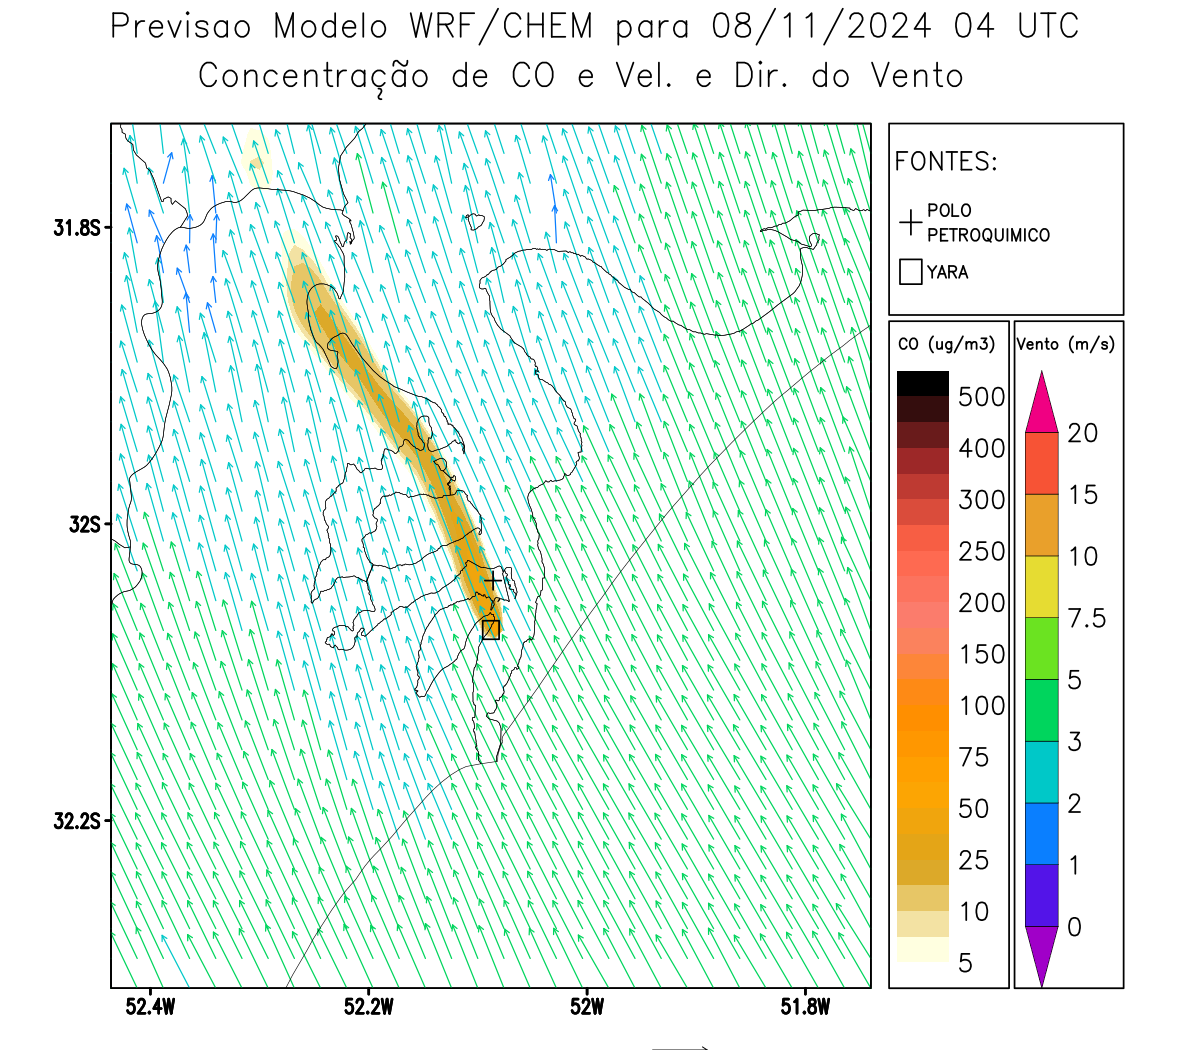 Previsao Modelo WRF/CHEM para 08/11/2024 04 UTC
Concentração de CO e Vel. e Dir. do Vento
FONTES:
POLO
PETROQUIMICO
YARA
31.8S
32S
32.2S
52.4W
52.2W
52W
51.8W
CO (ug/m3)
500
400
300
250
200
150
100
75
50
25
10
5
Vento (m/s)
20
15
10
7.5
5
3
2
1
0